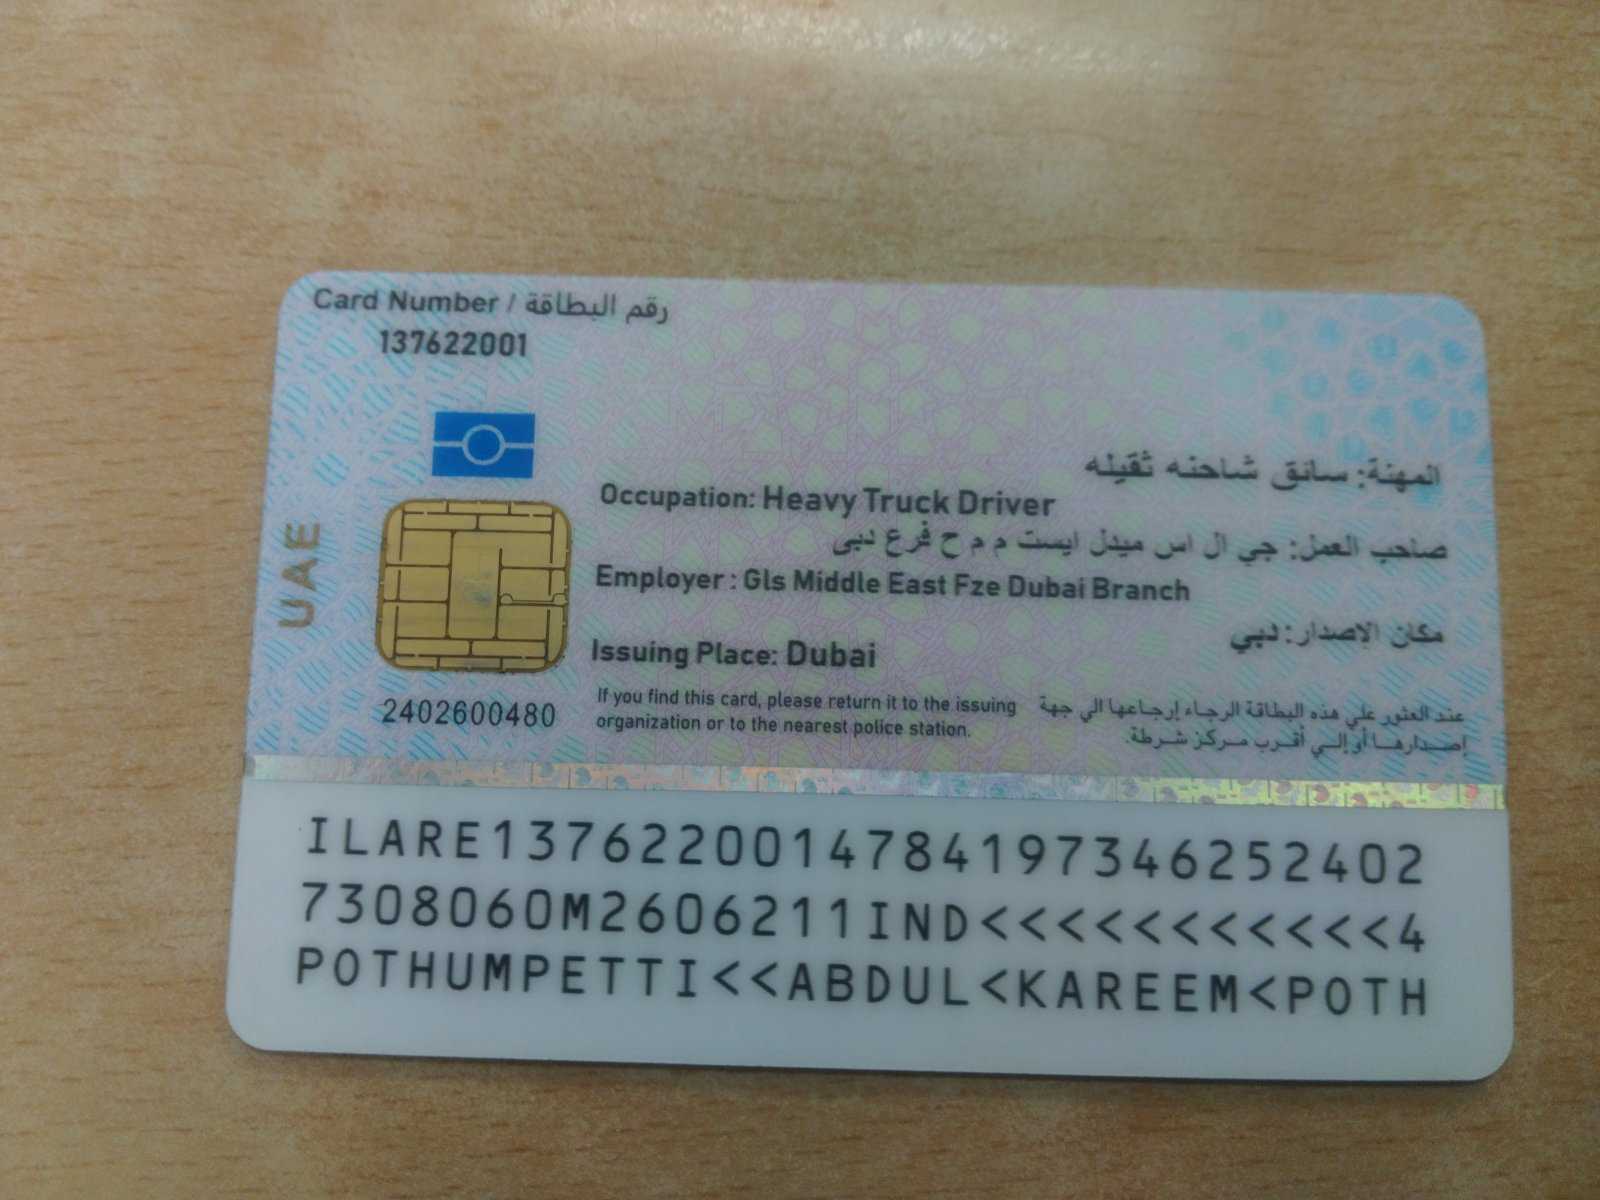 Card Number / رقم البطاقة
137622001
UAE
المهنة: سائق شاحنه ثقيله
Occupation: Heavy Truck Driver
صاحب العمل: جي ال اس ميدل ايست م م ح فرع دبى
Employer : Gls Middle East Fze Dubai Branch
مكان الإصدار: دبي
Issuing Place: Dubai
2402600480
If you find this card, please return it to the issuing
organization or to the nearest police station.
عند العثور علي هذه البطاقة الرجاء إرجاعها الي جهة
إصدارها أو إلي أقرب مركز شرطة.
ILARE1376220014784197346252402
7308060M2606211IND<<<<<<<<<<<4
POTHUMPETTI<<ABDUL<KAREEM<POTH